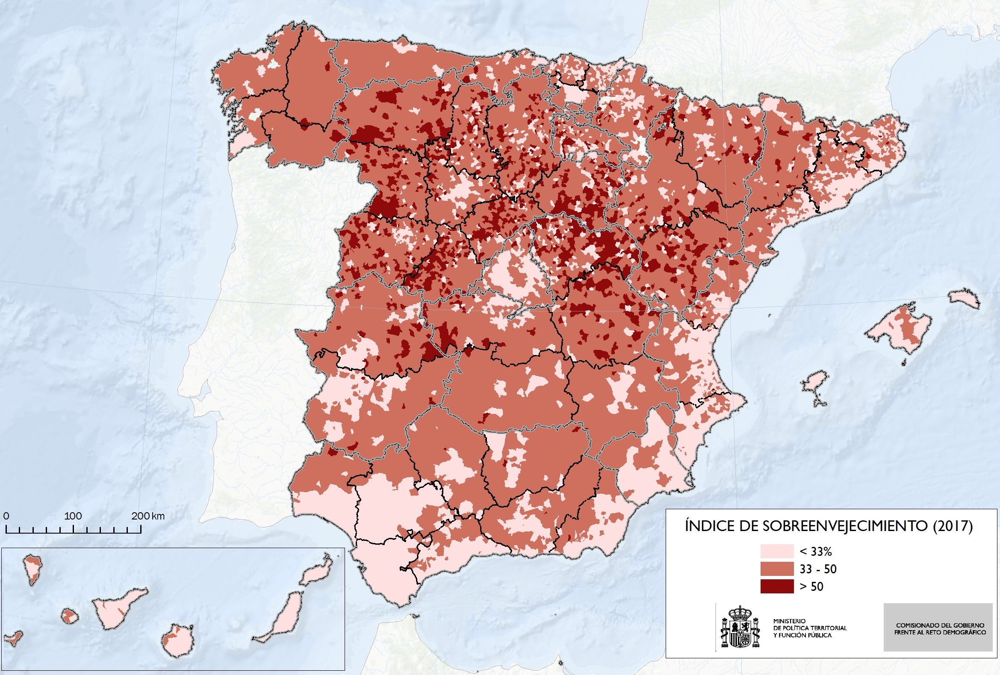 0 100 200 km
ÍNDICE DE SOBREENVEJECIMIENTO (2017)
< 33%
33 - 50
> 50
MINISTERIO
DE POLÍTICA TERRITORIAL
Y FUNCIÓN PÚBLICA
COMISIONADO DEL GOBIERNO
FRENTE AL RETO DEMOGRÁFICO